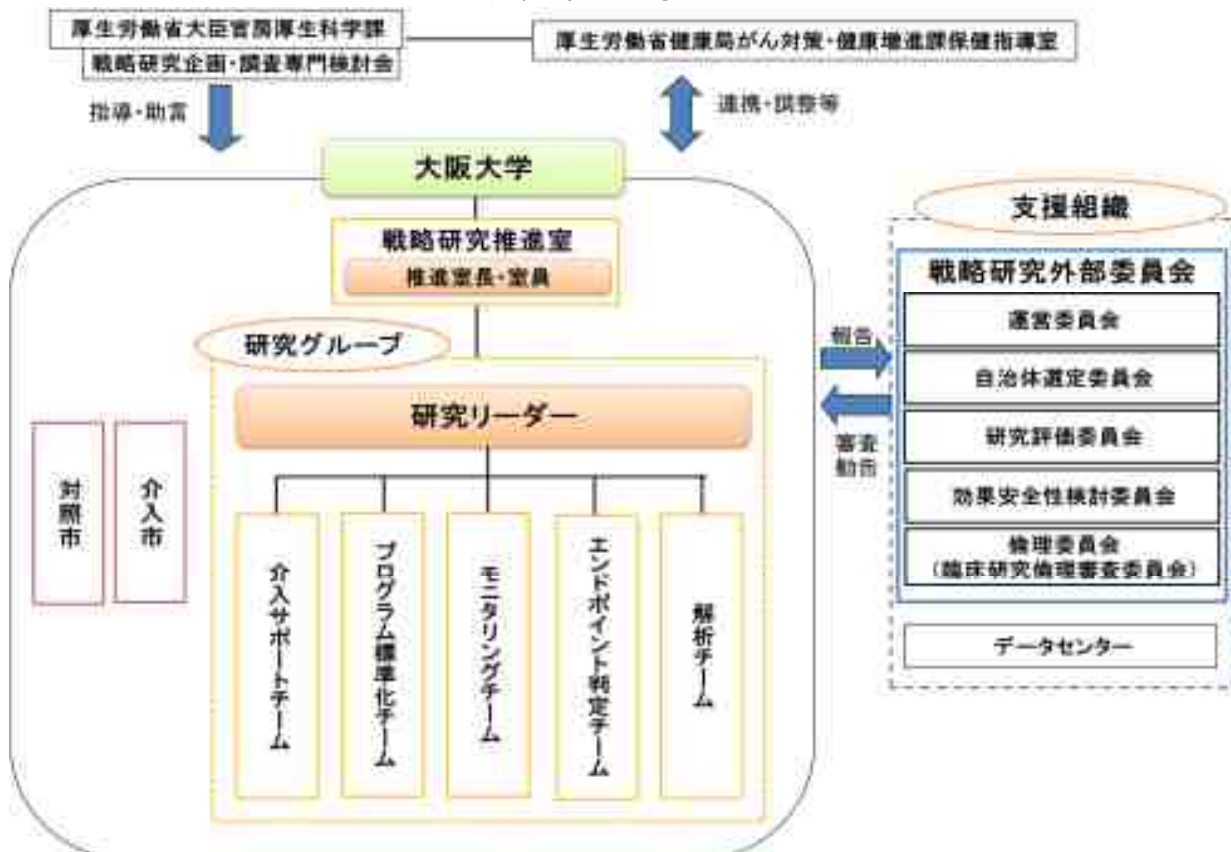 厚生労働省大臣官房厚生科学課
戦略研究企画・調査専門検討会
厚生労働省健康局がん対策・健康増進課保健指導室
指導・助言
連携・調整等
大阪大学
戦略研究推進室
推進室長・室員
研究グループ
研究リーダー
対照市
介入市
介入サポートチーム
プログラム標準化チーム
モニタリングチーム
エンドポイント判定チーム
解析チーム
報告
審査
勧告
支援組織
戦略研究外部委員会
運営委員会
自治体選定委員会
研究評価委員会
効果安全性検討委員会
倫理委員会
(臨床研究倫理審査委員会)
データセンター